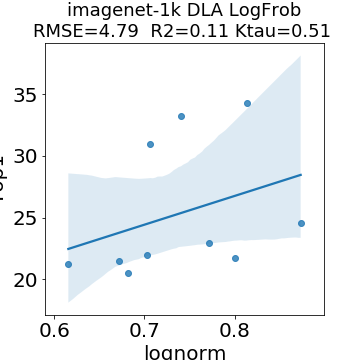 imagenet-1k DLA LogFrob
RMSE=4.79 R2=0.11 Ktau=0.51
35
30
25
20
0.6 0.7 0.8
lognorm